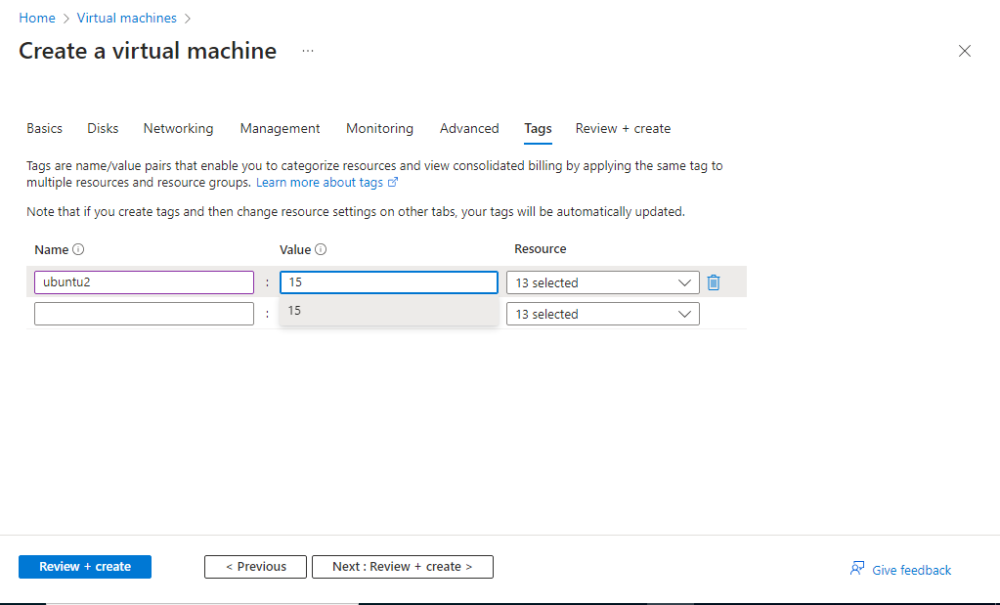 Home > Virtual machines >
Create a virtual machine ...
Basics Disks Networking Management Monitoring Advanced Tags Review + create
Tags are name/value pairs that enable you to categorize resources and view consolidated billing by applying the same tag to
multiple resources and resource groups. Learn more about tags
Note that if you create tags and then change resource settings on other tabs, your tags will be automatically updated.
Name Value Resource
ubuntu2 : 15 13 selected
: 15 13 selected
Review + create < Previous Next : Review + create > Give feedback